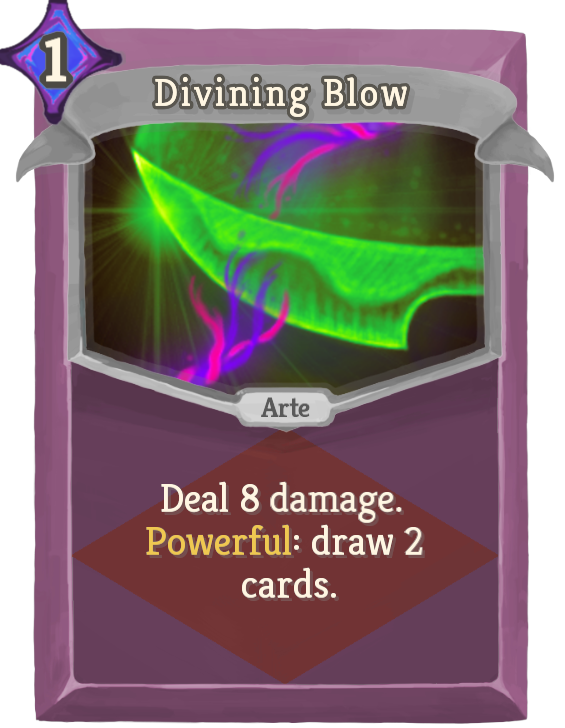 1
Divining Blow
Arte
Deal 8 damage.
Powerful: draw 2
cards.